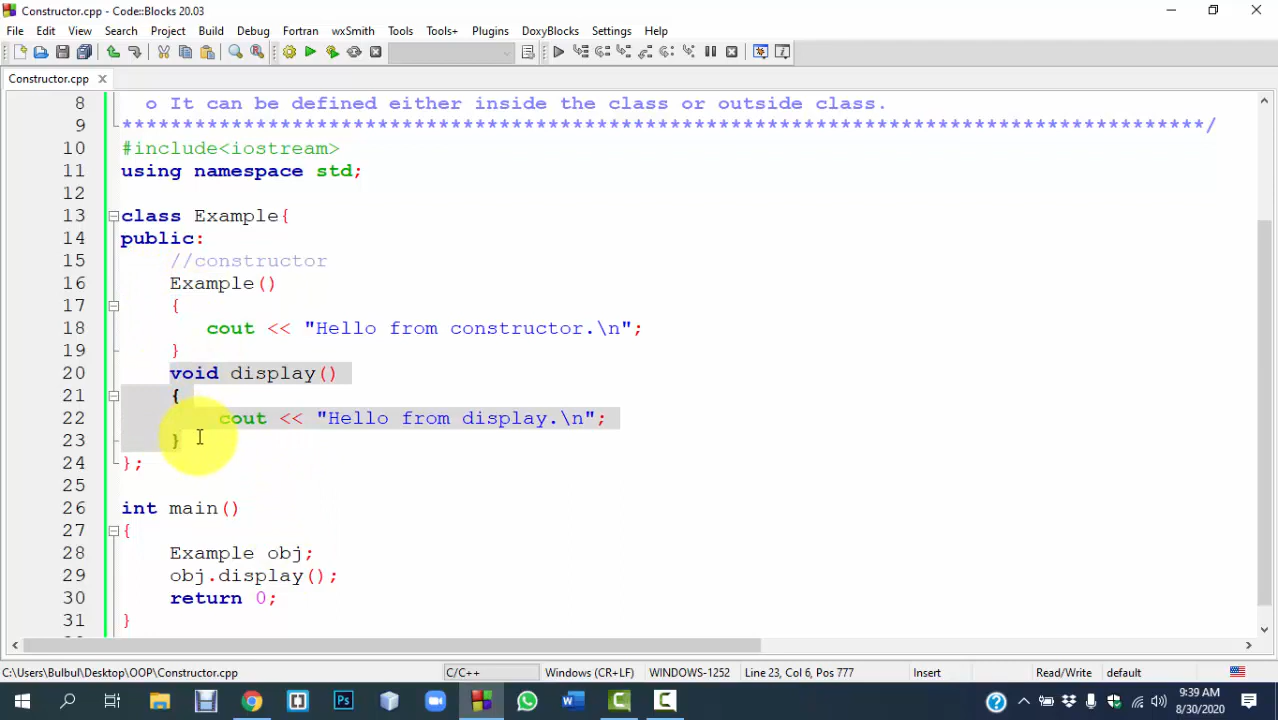 Constructor.cpp - Code::Blocks 20.03
File Edit View Search Project Build Debug Fortran wxSmith Tools Tools+ Plugins DoxyBlocks Settings Help
Constructor.cpp
8 o It can be defined either inside the class or outside class.
9 *****************************************************************************************/
10 #include<iostream>
11 using namespace std;
12
13 class Example{
14 public:
15 //constructor
16 Example()
17 {
18 cout << "Hello from constructor.\n";
19 }
20 void display()
21 {
22 cout << "Hello from display.\n";
23 }
24 };
25
26 int main()
27 {
28 Example obj;
29 obj.display();
30 return 0;
31 }
C:\Users\Bulbul\Desktop\OOP\Constructor.cpp C/C++ Windows (CR+LF) WINDOWS-1252 Line 23, Col 6, Pos 777 Insert Read/Write default
9:39 AM
8/30/2020